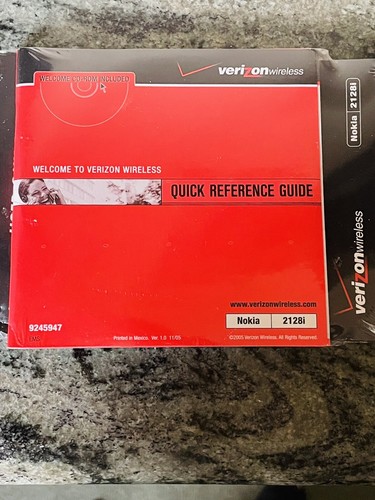 WELCOME CD-ROM INCLUDED
verizonwireless
WELCOME TO VERIZON WIRELESS
QUICK REFERENCE GUIDE
www.verizonwireless.com
Nokia 2128i
9245947
Printed in Mexico. Ver 1.0 11/05
©2005 Verizon Wireless. All Rights Reserved.
Nokia 2128i
verizonwireless